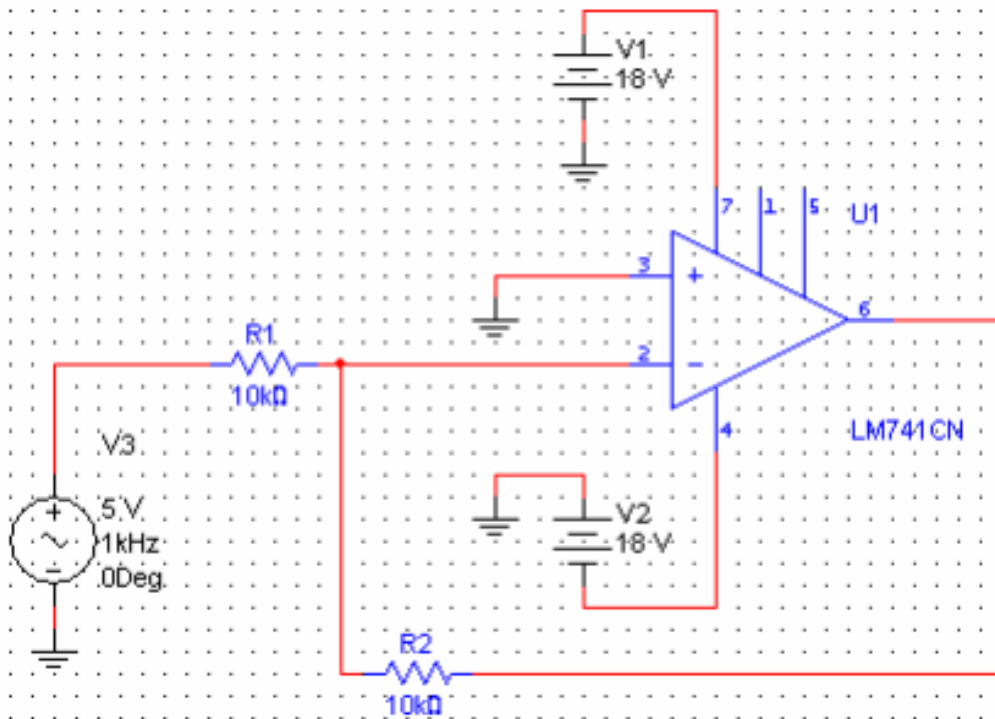 V1
18 V
7
1
5
U1
3
+
6
R1
2
-
10kΩ
4
LM741CN
V3
+
5 V
V2
1kHz
18 V
-
0Deg
R2
10kΩ